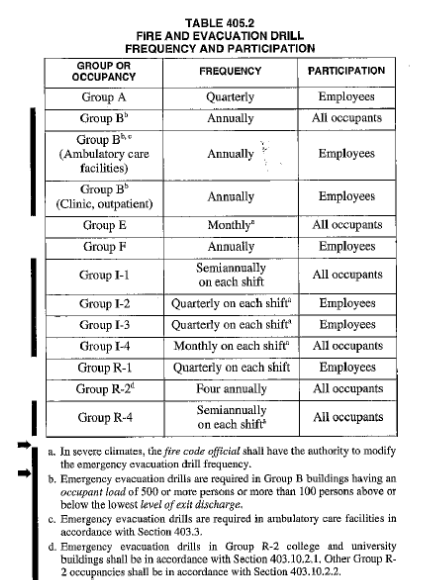 TABLE 405.2
FIRE AND EVACUATION DRILL
FREQUENCY AND PARTICIPATION
GROUP OR OCCUPANCY FREQUENCY PARTICIPATION
Group A Quarterly Employees
Group Bᵇ Annually All occupants
Group Bᵇ,ᶜ
(Ambulatory care
facilities) Annually Employees
Group Bᵇ
(Clinic, outpatient) Annually Employees
Group E Monthlyᵃ All occupants
Group F Annually Employees
Group I-1 Semiannually
on each shift All occupants
Group I-2 Quarterly on each shiftᵃ Employees
Group I-3 Quarterly on each shiftᵃ Employees
Group I-4 Monthly on each shiftᵃ All occupants
Group R-1 Quarterly on each shift Employees
Group R-2ᵈ Four annually All occupants
Group R-4 Semiannually
on each shiftᵃ All occupants
a. In severe climates, the fire code official shall have the authority to modify
the emergency evacuation drill frequency.
b. Emergency evacuation drills are required in Group B buildings having an
occupant load of 500 or more persons or more than 100 persons above or
below the lowest level of exit discharge.
c. Emergency evacuation drills are required in ambulatory care facilities in
accordance with Section 403.3.
d. Emergency evacuation drills in Group R-2 college and university
buildings shall be in accordance with Section 403.10.2.1. Other Group R-
2 occupancies shall be in accordance with Section 403.10.2.2.